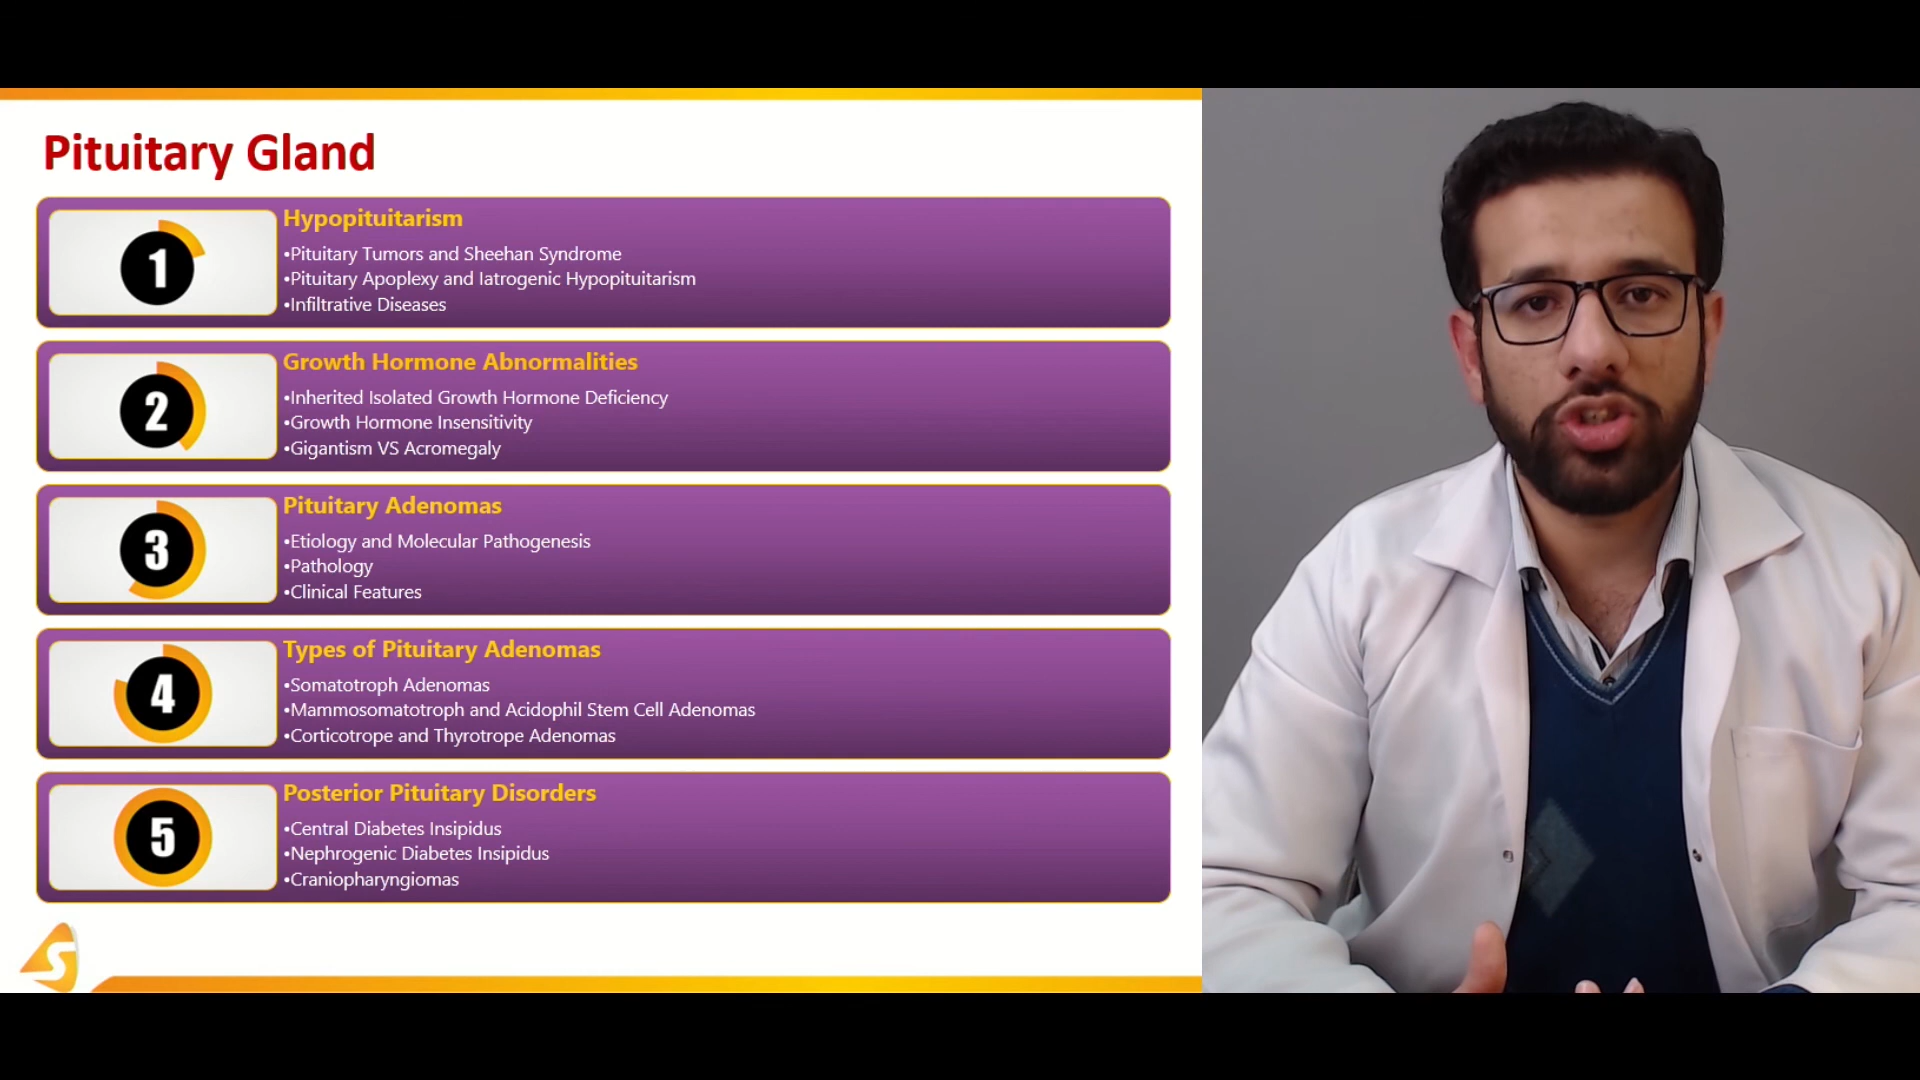 Pituitary Gland
1
Hypopituitarism
•Pituitary Tumors and Sheehan Syndrome
•Pituitary Apoplexy and Iatrogenic Hypopituitarism
•Infiltrative Diseases
2
Growth Hormone Abnormalities
•Inherited Isolated Growth Hormone Deficiency
•Growth Hormone Insensitivity
•Gigantism VS Acromegaly
3
Pituitary Adenomas
•Etiology and Molecular Pathogenesis
•Pathology
•Clinical Features
4
Types of Pituitary Adenomas
•Somatotroph Adenomas
•Mammosomatotroph and Acidophil Stem Cell Adenomas
•Corticotrope and Thyrotrope Adenomas
5
Posterior Pituitary Disorders
•Central Diabetes Insipidus
•Nephrogenic Diabetes Insipidus
•Craniopharyngiomas
S